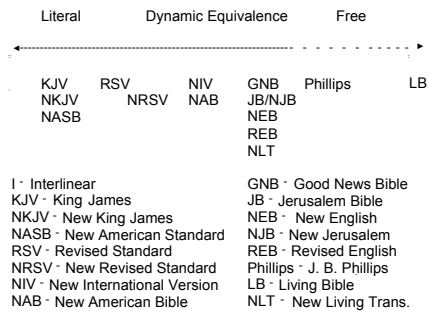 Literal Dynamic Equivalence Free
KJV RSV NIV GNB Phillips LB
NKJV NRSV NAB JB/NJB
NASB NEB
REB
NLT
I - Interlinear GNB - Good News Bible
KJV - King James JB - Jerusalem Bible
NKJV - New King James NEB - New English
NASB - New American Standard NJB - New Jerusalem
RSV - Revised Standard REB - Revised English
NRSV - New Revised Standard Phillips - J. B. Phillips
NIV - New International Version LB - Living Bible
NAB - New American Bible NLT - New Living Trans.